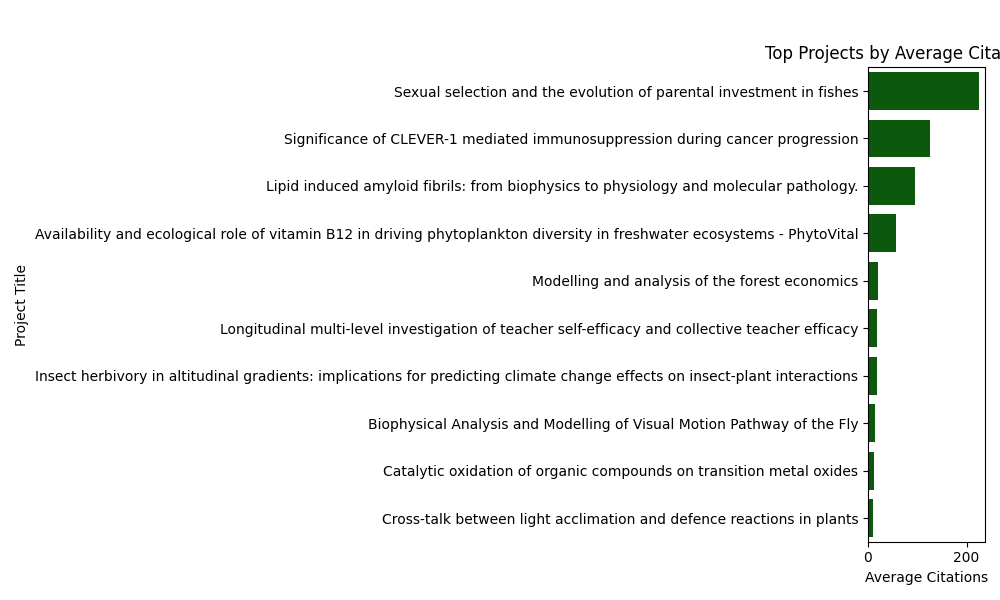 Top Projects by Average Cita
Sexual selection and the evolution of parental investment in fishes
Significance of CLEVER-1 mediated immunosuppression during cancer progression
Lipid induced amyloid fibrils: from biophysics to physiology and molecular pathology.
Availability and ecological role of vitamin B12 in driving phytoplankton diversity in freshwater ecosystems - PhytoVital
Modelling and analysis of the forest economics
Longitudinal multi-level investigation of teacher self-efficacy and collective teacher efficacy
Insect herbivory in altitudinal gradients: implications for predicting climate change effects on insect-plant interactions
Biophysical Analysis and Modelling of Visual Motion Pathway of the Fly
Catalytic oxidation of organic compounds on transition metal oxides
Cross-talk between light acclimation and defence reactions in plants
Project Title
0 200
Average Citations